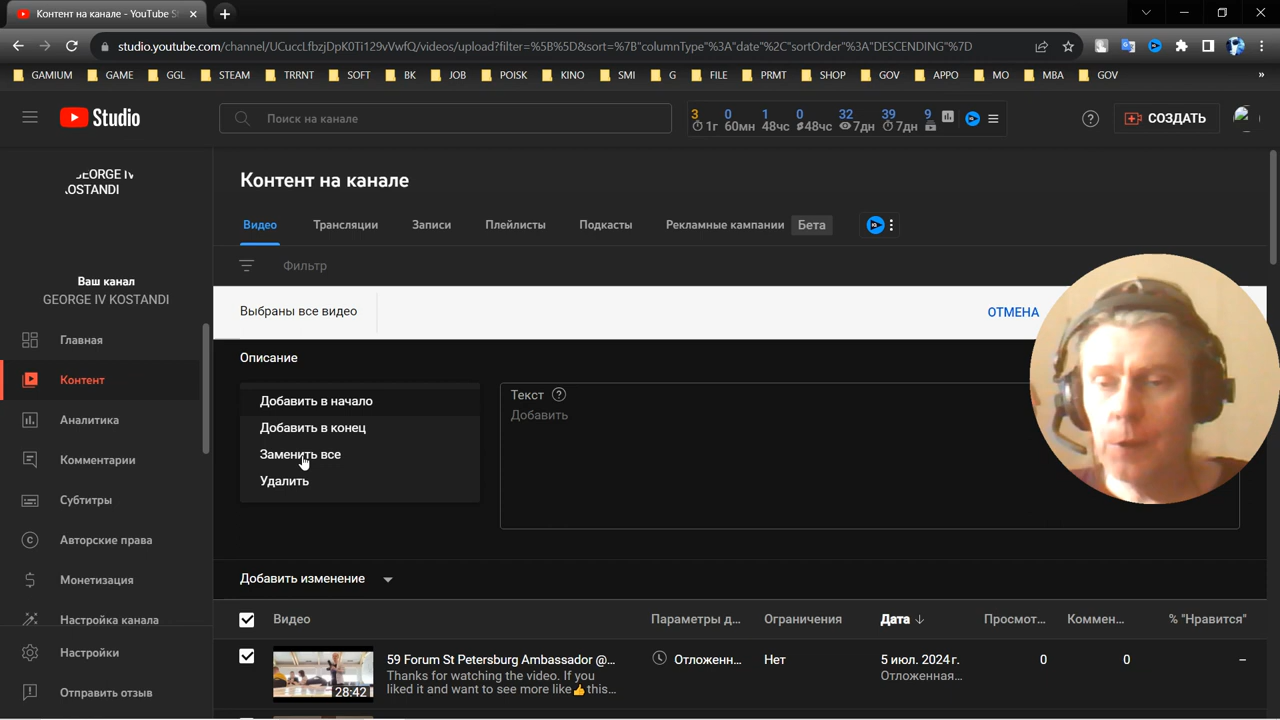 Контент на канале - YouTube S
studio.youtube.com/channel/UCuccLfbzjDpK0Ti129vVwfQ/videos/upload?filter=%5B%5D&sort=%7B"columnType"%3A"date"%2C"sortOrder"%3A"DESCENDING"%7D
GAMIUM GAME GGL STEAM TRRNT SOFT BK JOB POISK KINO SMI G FILE PRMT SHOP GOV APPO MO MBA GOV »
Studio
Поиск на канале
3 0 1 0 32 39 9
1г 60мн 48чс 48чс 7дн 7дн
СОЗДАТЬ
Контент на канале
Видео Трансляции Записи Плейлисты Подкасты Рекламные кампании Бета
Фильтр
Ваш канал
GEORGE IV KOSTANDI
Главная
Контент
Аналитика
Комментарии
Субтитры
Авторские права
Монетизация
Настройка канала
Настройки
Отправить отзыв
Выбраны все видео
ОТМЕНА
Описание
Добавить в начало
Добавить в конец
Заменить все
Удалить
Текст
Добавить
Добавить изменение
Видео Параметры д... Ограничения Дата Просмот... Коммен... % "Нравится"
59 Forum St Petersburg Ambassador @...
Thanks for watching the video. If you
liked it and want to see more like👍this...
28:42
Отложенн... Нет 5 июл. 2024 г. 0 0 –
Отложенная...